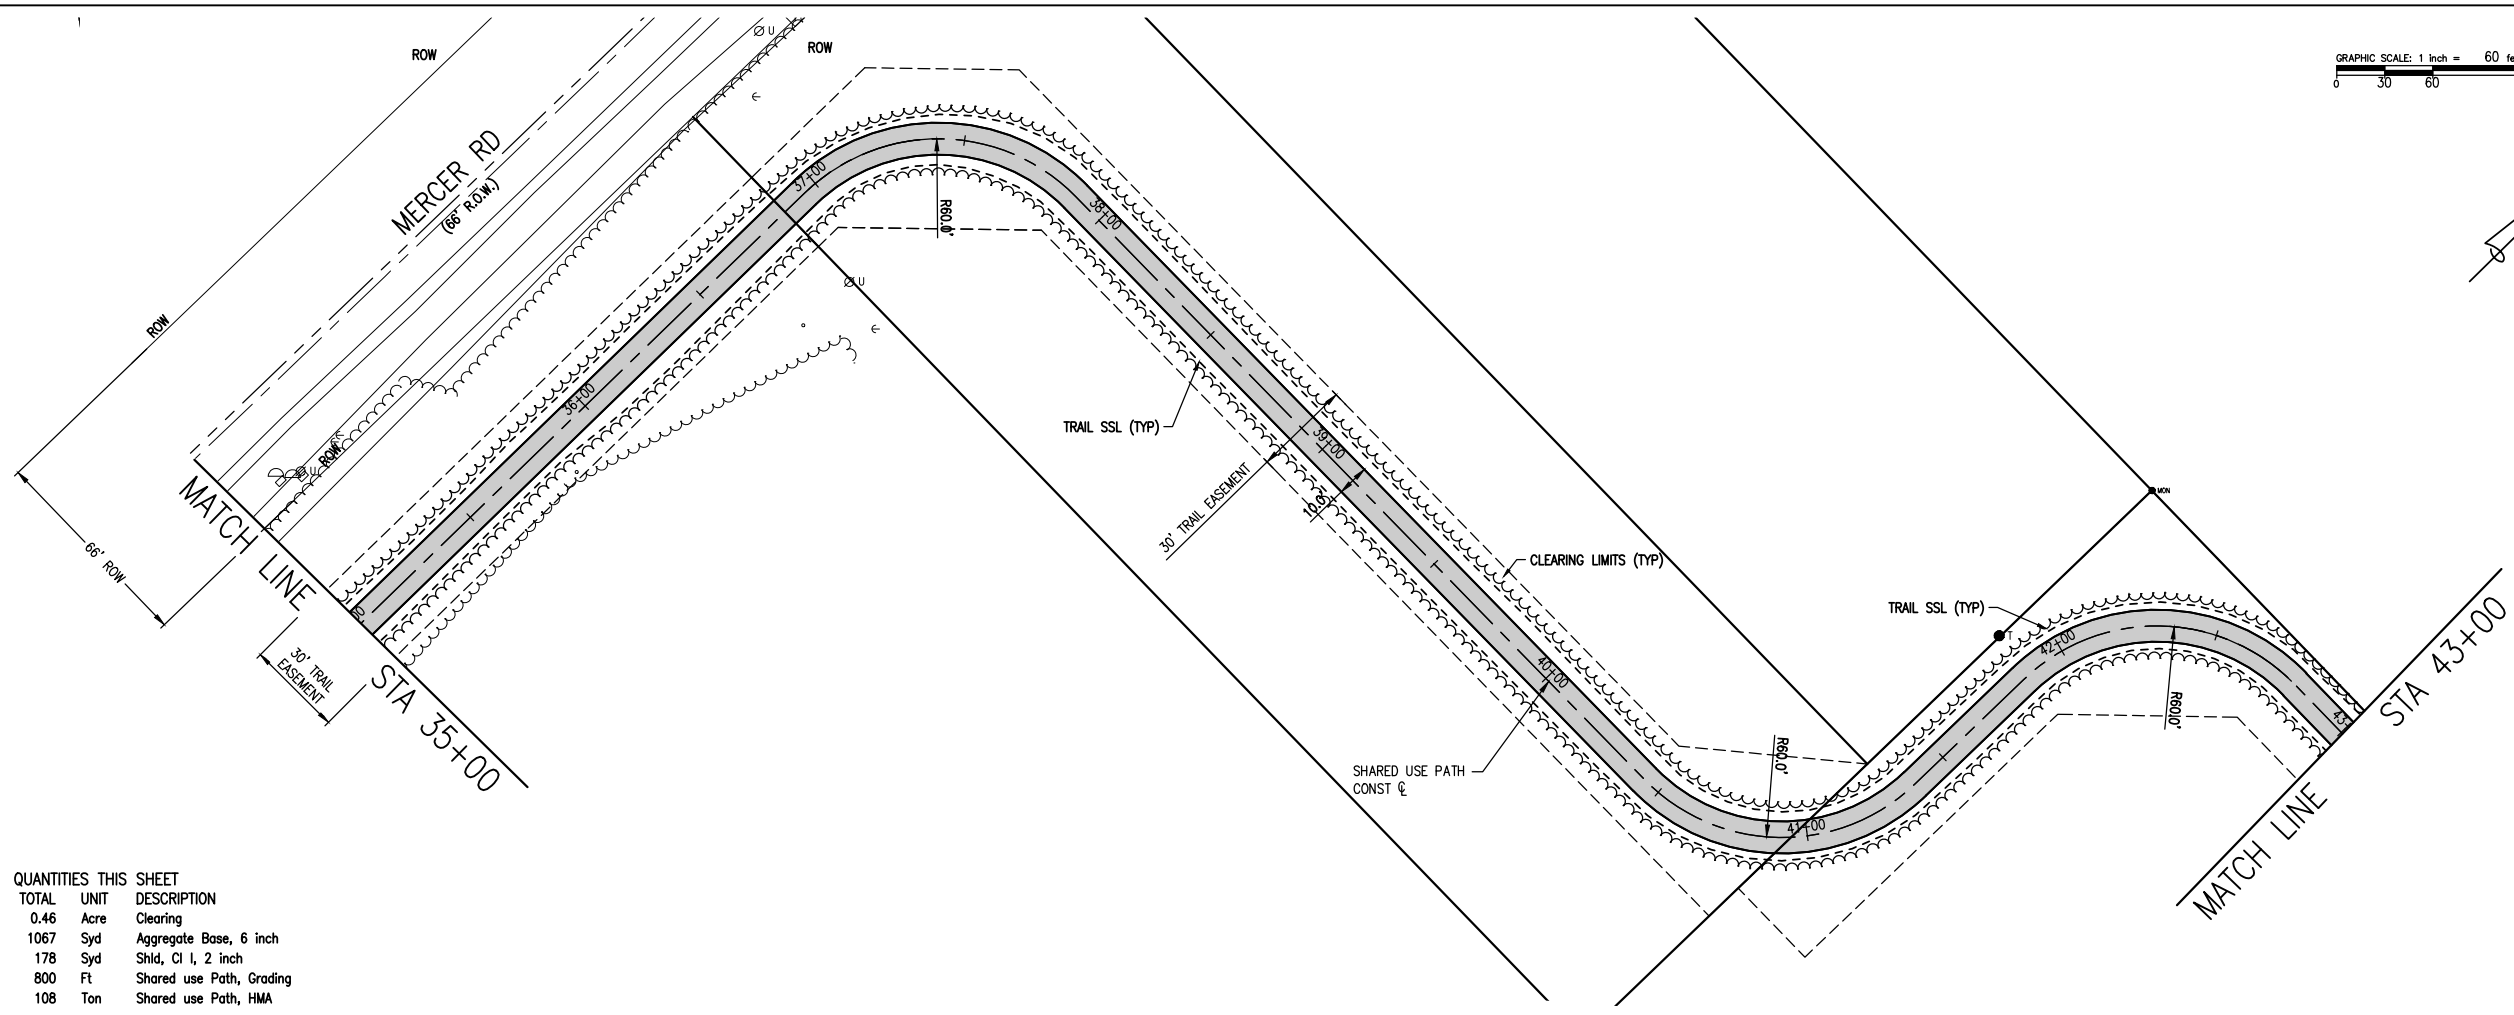 ROW
ROW
GRAPHIC SCALE: 1 inch = 60 fe
0 30 60
MERCER RD
(66' R.O.W.)
37+00
38+00
R60.0'
ROW
U
U
36+00
TRAIL SSL (TYP)
39+00
ROW
U
30' TRAIL EASEMENT
10.0'
MON
MATCH LINE
STA 35+00
66' ROW
CLEARING LIMITS (TYP)
TRAIL SSL (TYP)
T
42+00
30' TRAIL
EASEMENT
40+00
R60.0'
STA 43+00
MATCH LINE
43+
SHARED USE PATH
CONST ℄
R60.0'
41+00
QUANTITIES THIS SHEET
TOTAL UNIT DESCRIPTION
0.46 Acre Clearing
1067 Syd Aggregate Base, 6 inch
178 Syd Shld, Cl I, 2 inch
800 Ft Shared use Path, Grading
108 Ton Shared use Path, HMA